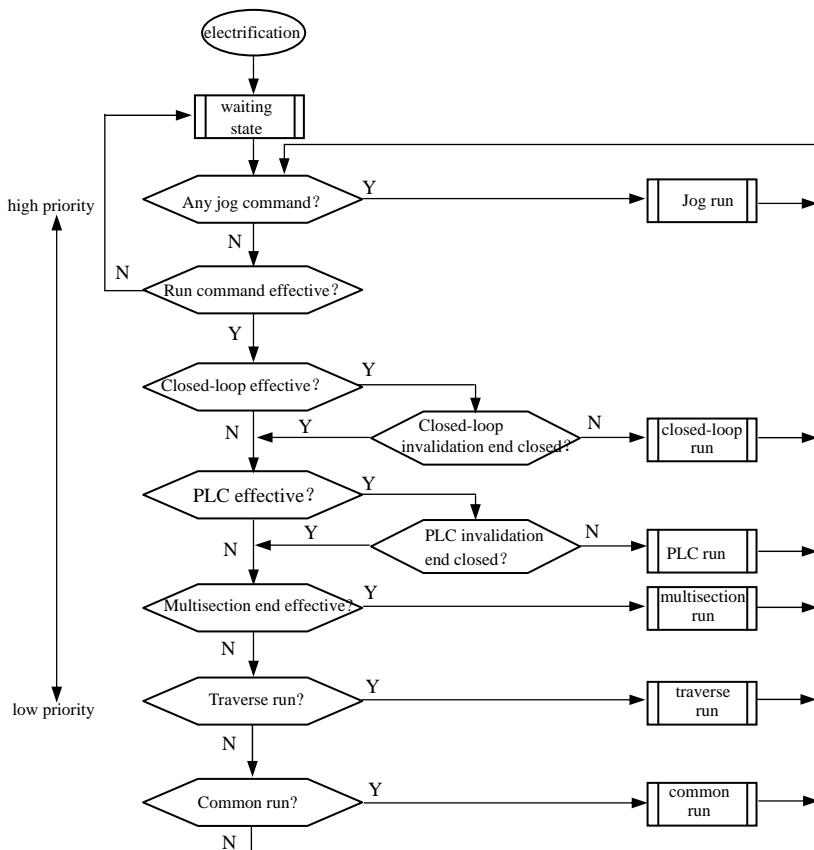 electrification
waiting
state
Any jog command?
Y
Jog run
high priority
N
N
Run command effective?
Y
Closed-loop effective?
Y
N
Y
Closed-loop
invalidation end closed?
N
closed-loop
run
PLC effective?
Y
N
Y
PLC invalidation
end closed?
N
PLC run
Multisection end effective?
Y
multisection
run
N
low priority
Traverse run?
Y
traverse
run
N
Common run?
Y
common
run
N